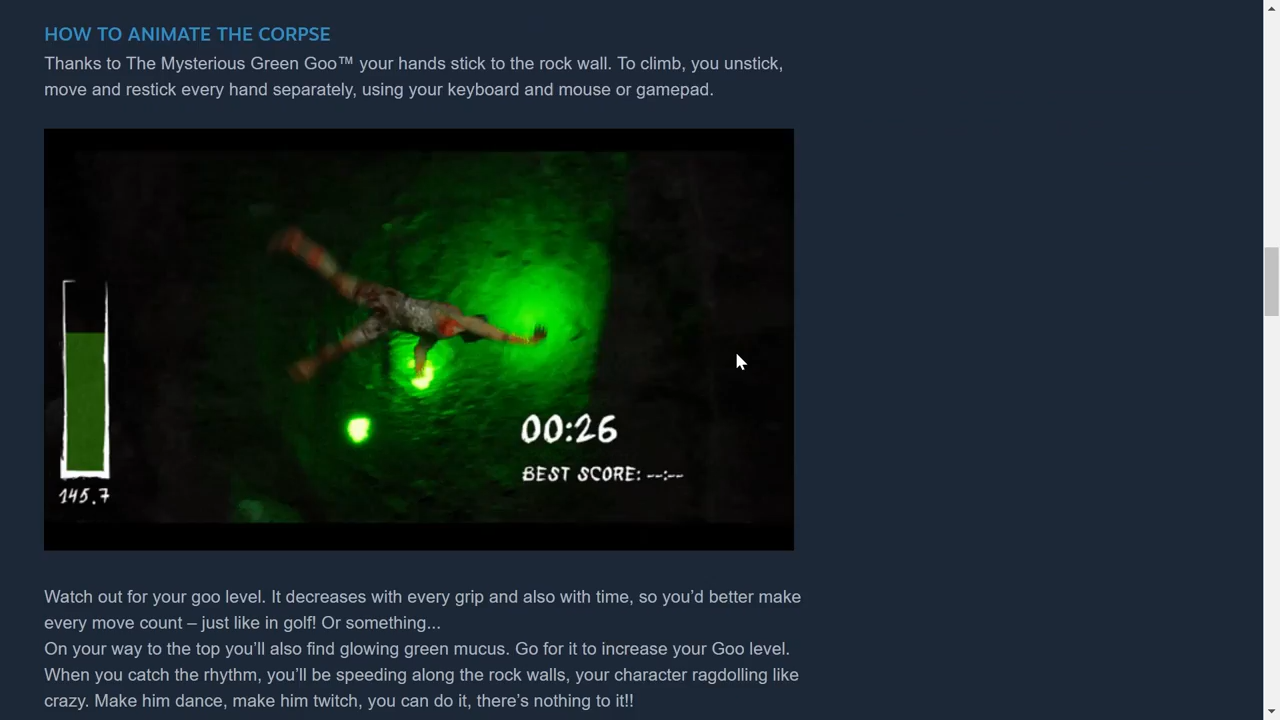 HOW TO ANIMATE THE CORPSE
Thanks to The Mysterious Green Goo™ your hands stick to the rock wall. To climb, you unstick,
move and restick every hand separately, using your keyboard and mouse or gamepad.
00:26
BEST SCORE: --:--
145.7
Watch out for your goo level. It decreases with every grip and also with time, so you’d better make
every move count – just like in golf! Or something...
On your way to the top you’ll also find glowing green mucus. Go for it to increase your Goo level.
When you catch the rhythm, you’ll be speeding along the rock walls, your character ragdolling like
crazy. Make him dance, make him twitch, you can do it, there’s nothing to it!!